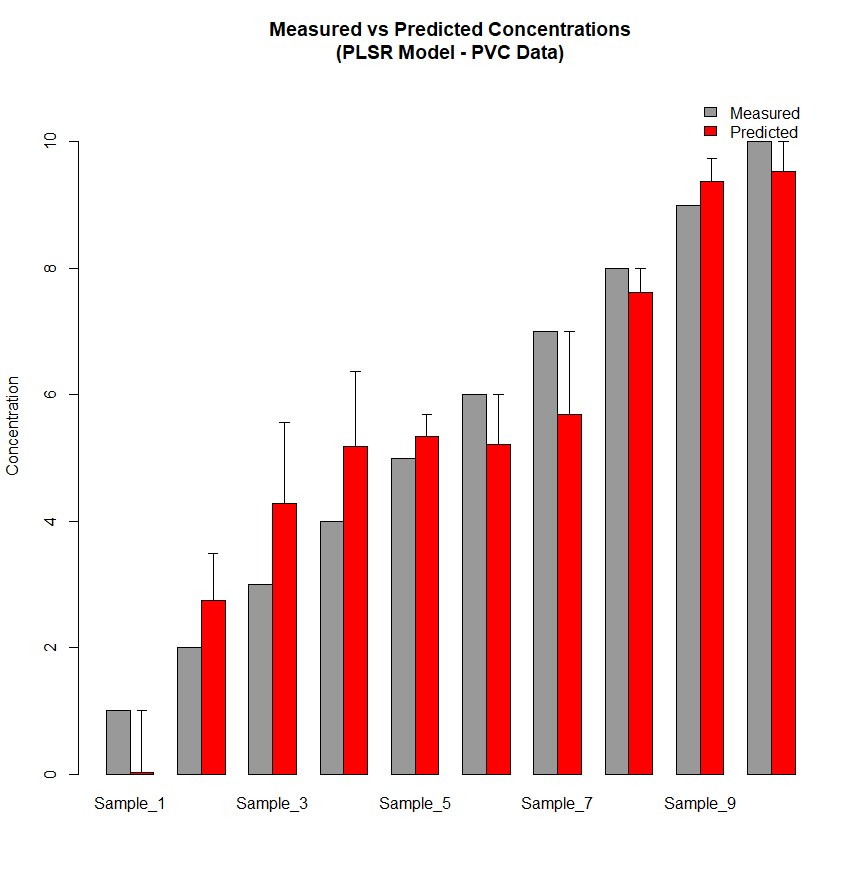 Measured vs Predicted Concentrations
(PLSR Model - PVC Data)
Measured
Predicted
Concentration
10
8
6
4
2
0
Sample_1
Sample_3
Sample_5
Sample_7
Sample_9